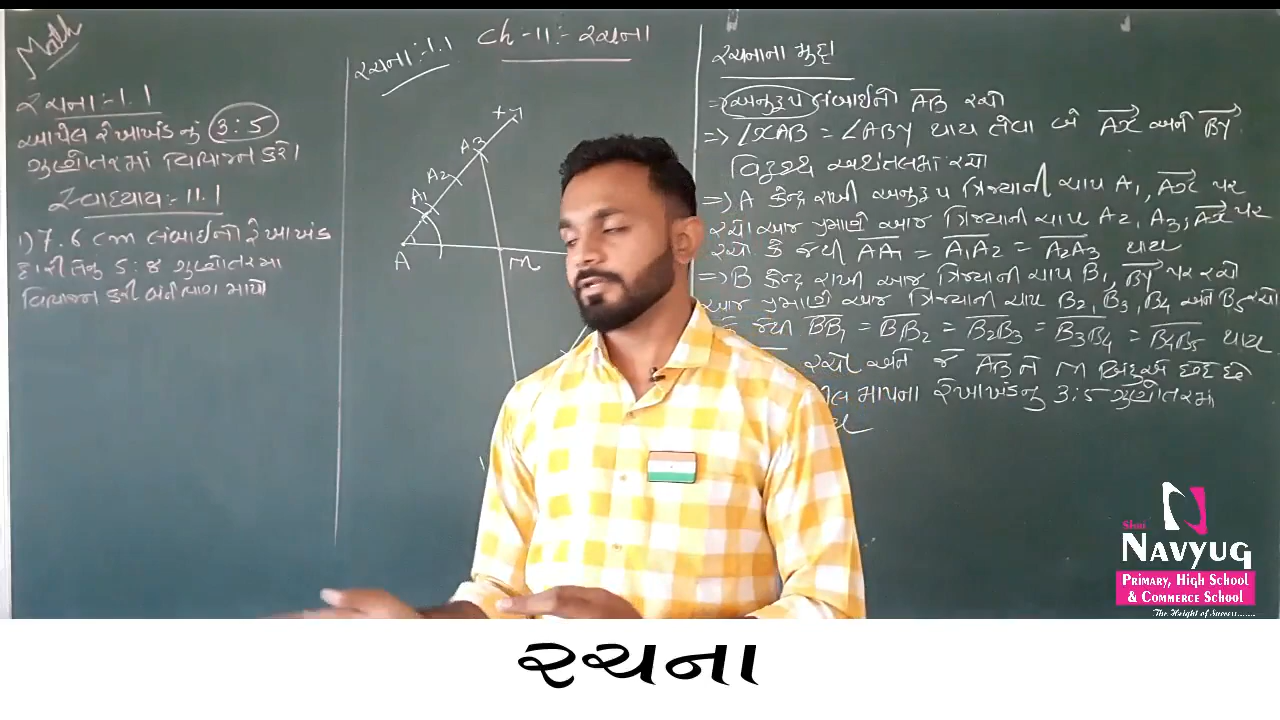 Math
રચના:-1.1
આપેલ રેખાખંડનું 3:5
ગુણોત્તરમાં વિભાજન કરો
સ્વાધ્યાય:-11.1
1) 7.6 cm લંબાઈનો રેખાખંડ
દોરી તેનુ 5:8 ગુણોતરમા
વિભાજન કરી બંને ભાગ માપો
રચના:-1.1
Ch-11:- રચના
A
A1
A2
A3
x
M
રચનાના મુદ્દા
⇒ અનુરૂપ લંબાઈનો AB રચો
⇒ ∠XAB = ∠ABY થાય તેવા બે AX અને BY
વિરૂધ્ધ અર્ધતલમાં રચો
⇒ A કેન્દ્ર રાખી અનુરૂપ ત્રિજ્યાની ચાપ A1, AX પર
રચો આજ પ્રમાણે આજ ત્રિજ્યાની ચાપ A2, A3, AX પર
રચો કે જેથી AA1 = A1A2 = A2A3 થાય
⇒ B કેન્દ્ર રાખી આજ ત્રિજ્યાની ચાપ B1, BY પર રચો
આજ પ્રમાણે આજ ત્રિજ્યાની ચાપ B2, B3, B4 અને B5 રચો
જેથી BB1 = BB2 = B2B3 = B3B4 = B4B5 થાય
રચો અને જે AB ને M બિંદુએ છેદે છે
માપના રેખાખંડનુ 3:5 ગુણોતરમા
Shri
NAVYUG
PRIMARY, HIGH SCHOOL
& COMMERCE SCHOOL
The Height of Success.......
રચના